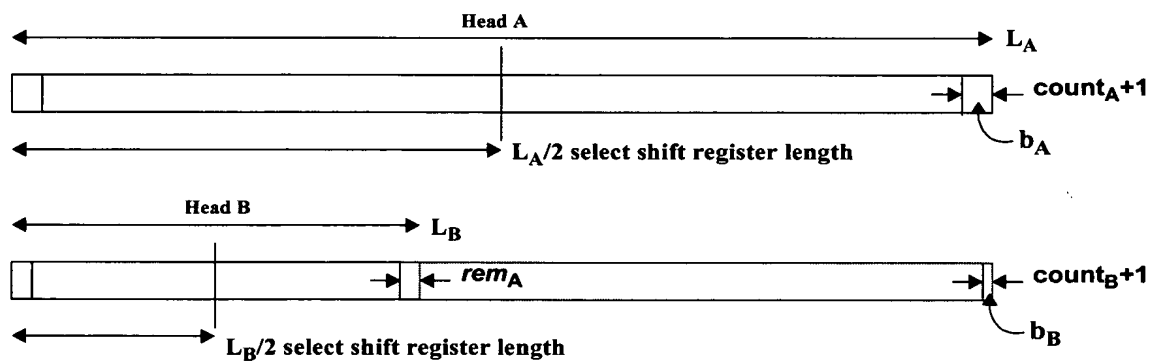 Head A
L_A
count_A+1
b_A
L_A/2 select shift register length
Head B
L_B
rem_A
count_B+1
b_B
L_B/2 select shift register length